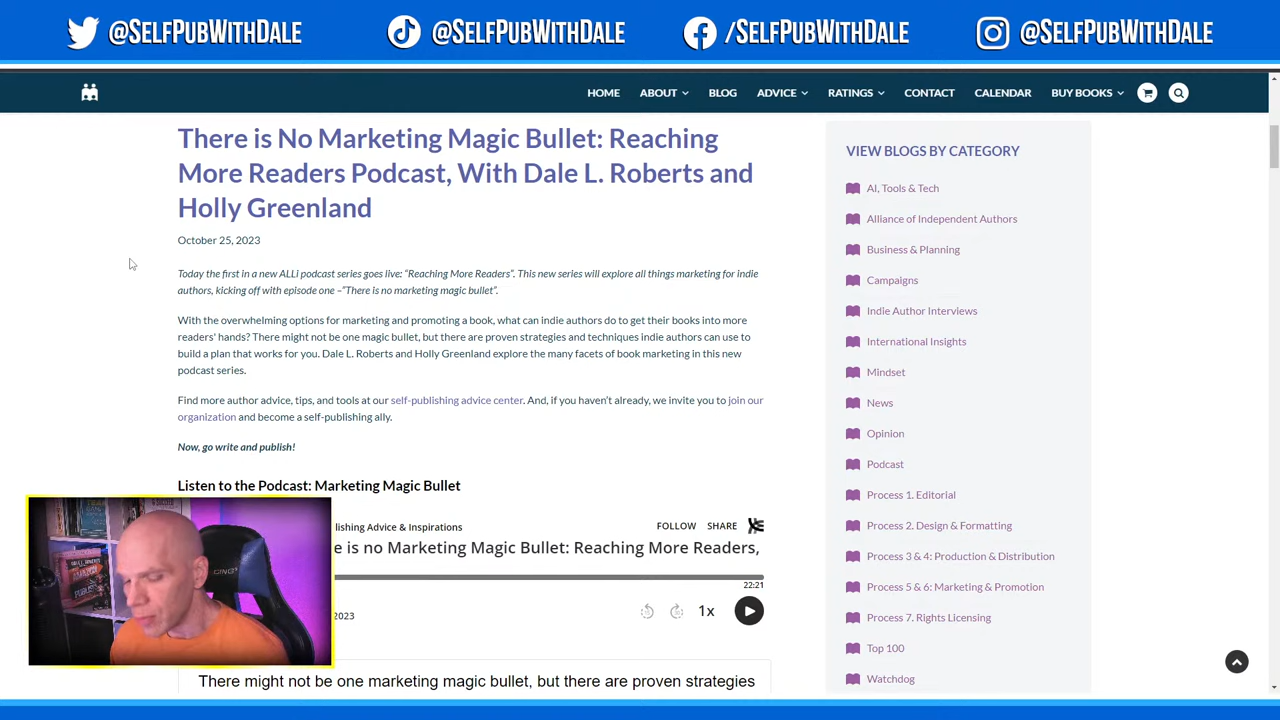 @SELFPUBWITHDALE
@SELFPUBWITHDALE
/SELFPUBWITHDALE
@SELFPUBWITHDALE
HOME
ABOUT
BLOG
ADVICE
RATINGS
CONTACT
CALENDAR
BUY BOOKS
There is No Marketing Magic Bullet: Reaching
More Readers Podcast, With Dale L. Roberts and
Holly Greenland
October 25, 2023
Today the first in a new ALLi podcast series goes live: “Reaching More Readers”. This new series will explore all things marketing for indie
authors, kicking off with episode one –“There is no marketing magic bullet”.
With the overwhelming options for marketing and promoting a book, what can indie authors do to get their books into more
readers' hands? There might not be one magic bullet, but there are proven strategies and techniques indie authors can use to
build a plan that works for you. Dale L. Roberts and Holly Greenland explore the many facets of book marketing in this new
podcast series.
Find more author advice, tips, and tools at our self-publishing advice center. And, if you haven’t already, we invite you to join our
organization and become a self-publishing ally.
Now, go write and publish!
Listen to the Podcast: Marketing Magic Bullet
lishing Advice & Inspirations
FOLLOW
SHARE
e is no Marketing Magic Bullet: Reaching More Readers,
22:21
2023
1x
There might not be one marketing magic bullet, but there are proven strategies
VIEW BLOGS BY CATEGORY
AI, Tools & Tech
Alliance of Independent Authors
Business & Planning
Campaigns
Indie Author Interviews
International Insights
Mindset
News
Opinion
Podcast
Process 1. Editorial
Process 2. Design & Formatting
Process 3 & 4: Production & Distribution
Process 5 & 6: Marketing & Promotion
Process 7. Rights Licensing
Top 100
Watchdog